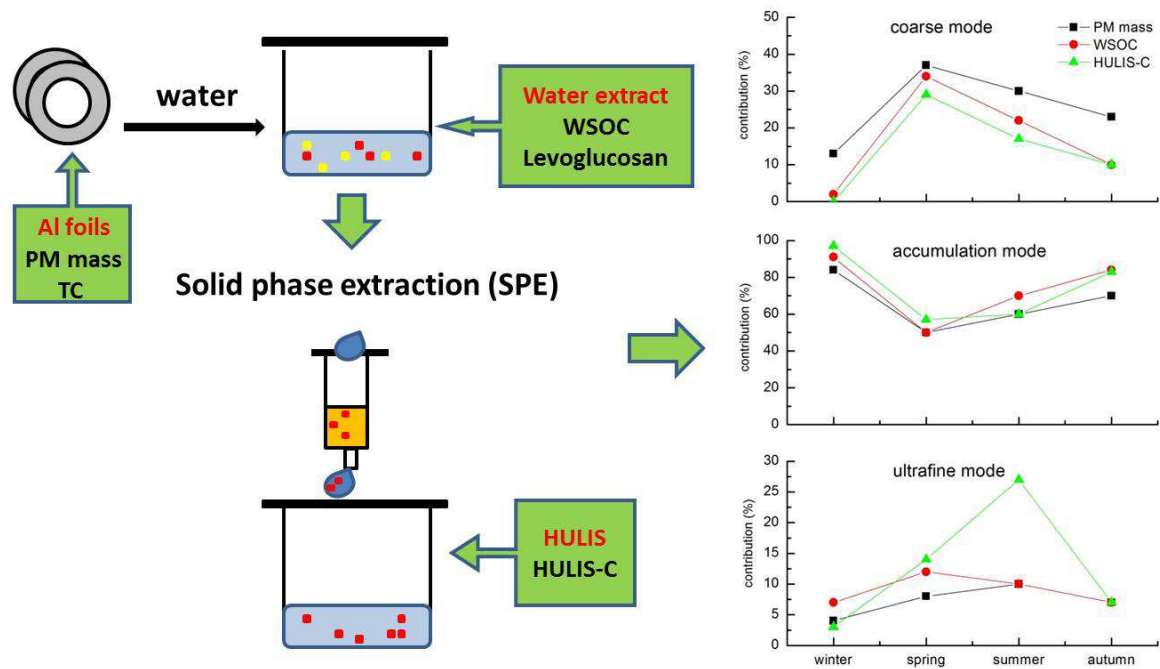 water
Al foils
PM mass
TC
Water extract
WSOC
Levoglucosan
Solid phase extraction (SPE)
HULIS
HULIS-C
coarse mode
PM mass
WSOC
HULIS-C
contribution (%)
50
40
30
20
10
0
accumulation mode
contribution (%)
100
80
60
40
20
0
ultrafine mode
contribution (%)
30
25
20
15
10
5
0
winter spring summer autumn